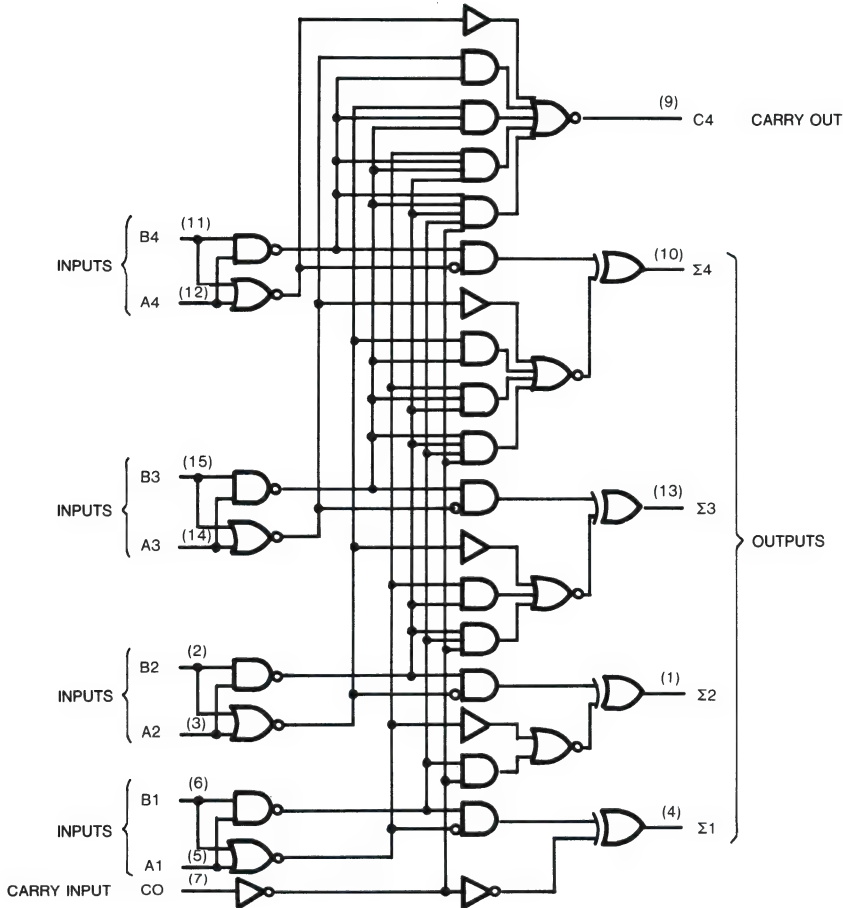 (9)
C4 CARRY OUT
(11)
B4
INPUTS
(12)
A4
(10)
Σ4
(15)
B3
INPUTS
(14)
A3
(13)
Σ3
OUTPUTS
(2)
B2
INPUTS
(3)
A2
(1)
Σ2
(6)
B1
INPUTS
(5)
A1
(4)
Σ1
CARRY INPUT CO (7)